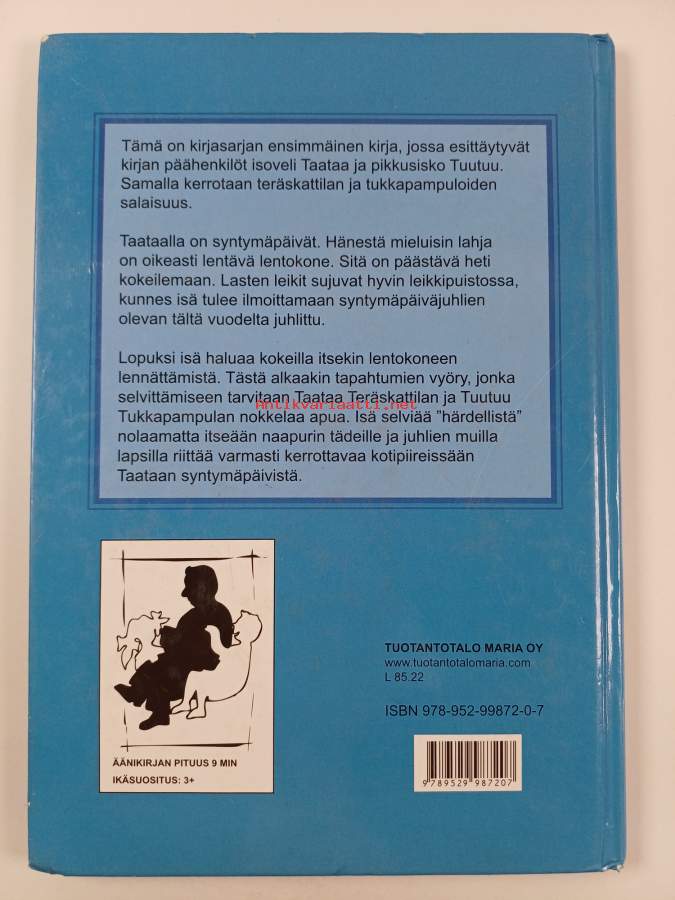 Tämä on kirjasarjan ensimmäinen kirja, jossa esittäytyvät
kirjan päähenkilöt isoveli Taataa ja pikkusisko Tuutuu.
Samalla kerrotaan teräskattilan ja tukkapampuloiden
salaisuus.
Taataalla on syntymäpäivät. Hänestä mieluisin lahja
on oikeasti lentävä lentokone. Sitä on päästävä heti
kokeilemaan. Lasten leikit sujuvat hyvin leikkipuistossa,
kunnes isä tulee ilmoittamaan syntymäpäiväjuhlien
olevan tältä vuodelta juhlittu.
Lopuksi isä haluaa kokeilla itsekin lentokoneen
lennättämistä. Tästä alkaakin tapahtumien vyöry, jonka
selvittämiseen tarvitaan Taataa Teräskattilan ja Tuutuu
Antikvariaatti.net
Tukkapampulan nokkelaa apua. Isä selviää ”härdellistä”
nolaamatta itseään naapurin tädeille ja juhlien muilla
lapsilla riittää varmasti kerrottavaa kotipiireissään
Taataan syntymäpäivistä.
ÄÄNIKIRJAN PITUUS 9 MIN
IKÄSUOSITUS: 3+
TUOTANTOTALO MARIA OY
www.tuotantotalomaria.com
L 85.22
ISBN 978-952-99872-0-7
9 789529 987207